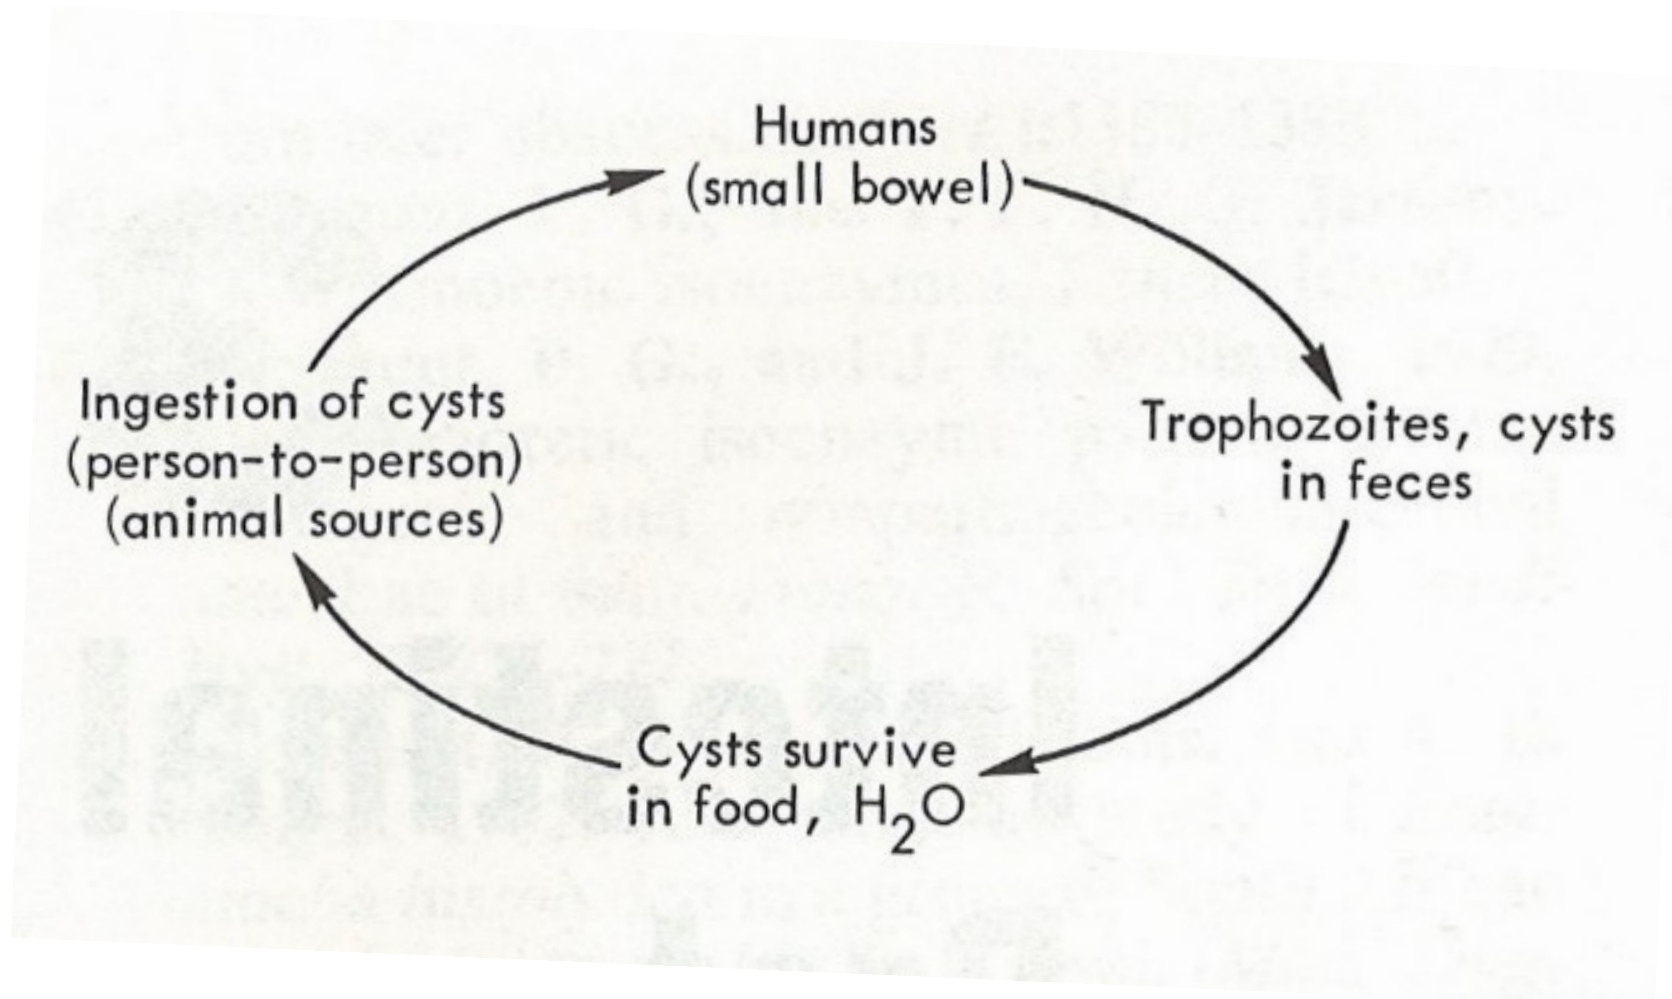 Humans
(small bowel)
Trophozoites, cysts
in feces
Cysts survive
in food, H₂O
Ingestion of cysts
(person-to-person)
(animal sources)